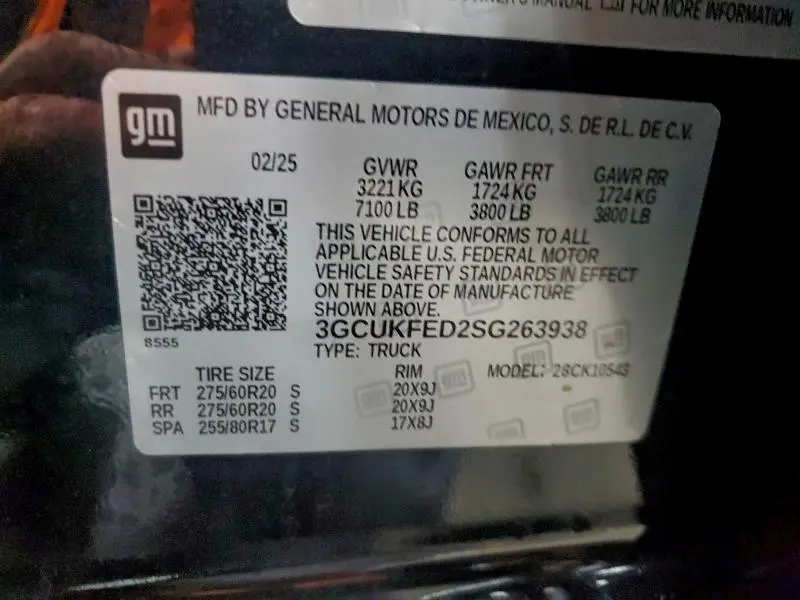 OWNER'S MANUAL FOR MORE INFORMATION
gm
MFD BY GENERAL MOTORS DE MEXICO, S. DE R.L. DE C.V.
02/25
GVWR GAWR FRT GAWR RR
3221 KG 1724 KG 1724 KG
7100 LB 3800 LB 3800 LB
THIS VEHICLE CONFORMS TO ALL
APPLICABLE U.S. FEDERAL MOTOR
VEHICLE SAFETY STANDARDS IN EFFECT
ON THE DATE OF MANUFACTURE
SHOWN ABOVE.
3GCUKFED2SG263938
8555
TYPE: TRUCK
TIRE SIZE RIM MODEL: 28CK10543
FRT 275/60R20 S 20X9J
RR 275/60R20 S 20X9J
SPA 255/80R17 S 17X8J